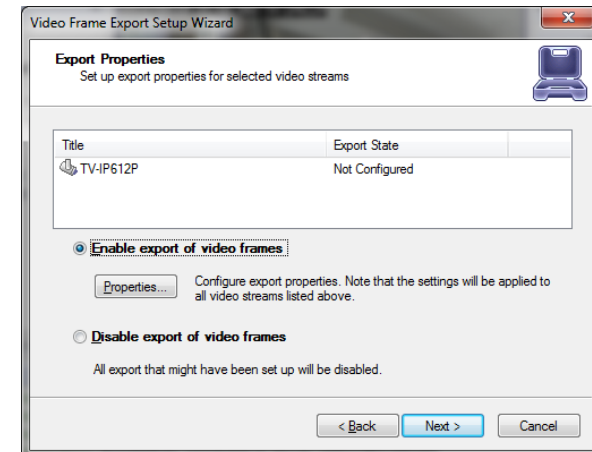 Video Frame Export Setup Wizard
Export Properties
Set up export properties for selected video streams
Title Export State
TV-IP612P Not Configured
Enable export of video frames
Properties... Configure export properties. Note that the settings will be applied to
all video streams listed above.
Disable export of video frames
All export that might have been set up will be disabled.
< Back Next > Cancel